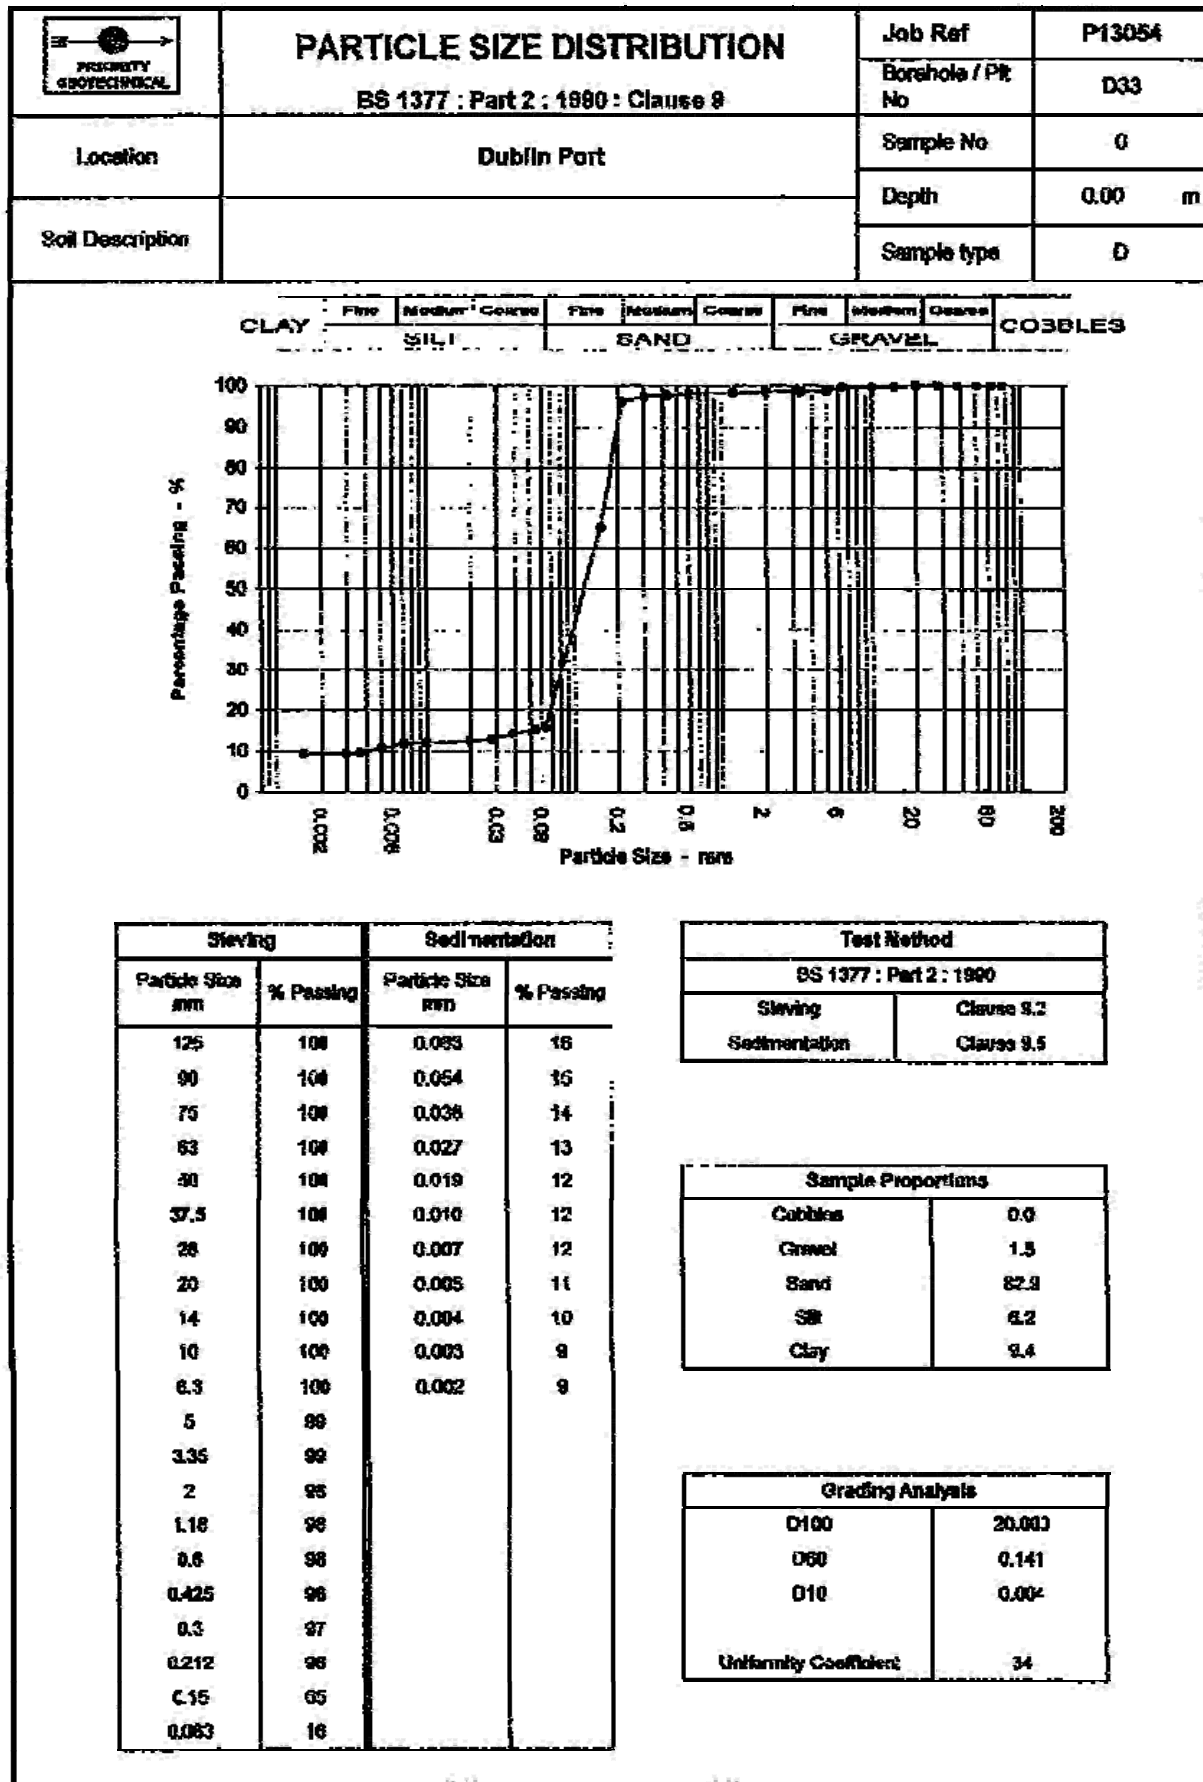 PRIORITY
GEOTECHNICAL
PARTICLE SIZE DISTRIBUTION
BS 1377 : Part 2 : 1990 : Clause 9
Job Ref P13054
Borehole / Pit No D33
Location Dublin Port
Sample No 0
Depth 0.00 m
Soil Description
Sample type D
CLAY Fine Medium Coarse Fine Medium Coarse Fine Medium Coarse COBBLES
SILT SAND GRAVEL
Percentage Passing - %
100
90
80
70
60
50
40
30
20
10
0
0.002 0.006 0.03 0.2 0.6 2 6 20 60 200
Particle Size - mm
Sieving Sedimentation
Particle Size mm % Passing Particle Size mm % Passing
125 100 0.063 16
90 100 0.054 15
75 100 0.036 14
63 100 0.027 13
50 100 0.019 12
37.5 100 0.010 12
28 100 0.007 12
20 100 0.005 11
14 100 0.004 10
10 100 0.003 9
6.3 100 0.002 9
5 99
3.35 99
2
1.18 98
0.6 98
0.425 98
0.3 97
0.212 96
0.15 65
0.063 16
Test Method
BS 1377 : Part 2 : 1990
Sieving Clause 9.2
Sedimentation Clause 9.5
Sample Proportions
Cobbles 0.0
Gravel 1.5
Sand 82.9
Silt 6.2
Clay 9.4
Grading Analysis
D100 20.000
D60 0.141
D10 0.004
Uniformity Coefficient 34